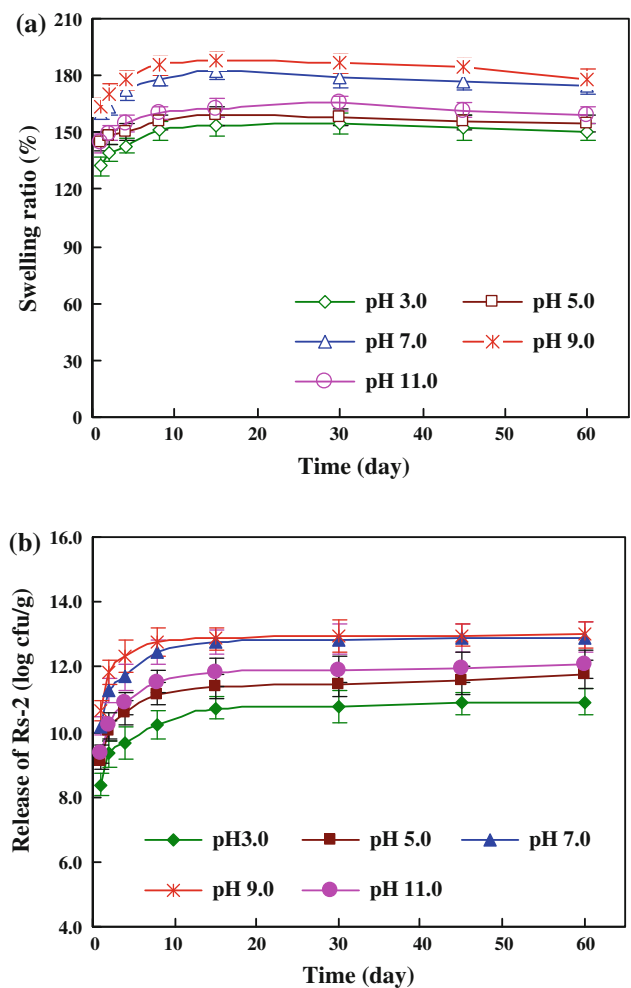 (a)
210
180
150
120
90
60
30
0
Swelling ratio (%)
pH 3.0 pH 5.0
pH 7.0 pH 9.0
pH 11.0
0 10 20 30 40 50 60
Time (day)
(b)
16.0
14.0
12.0
10.0
8.0
6.0
4.0
Release of Rs-2 (log cfu/g)
pH3.0 pH 5.0 pH 7.0
pH 9.0 pH 11.0
0 10 20 30 40 50 60
Time (day)